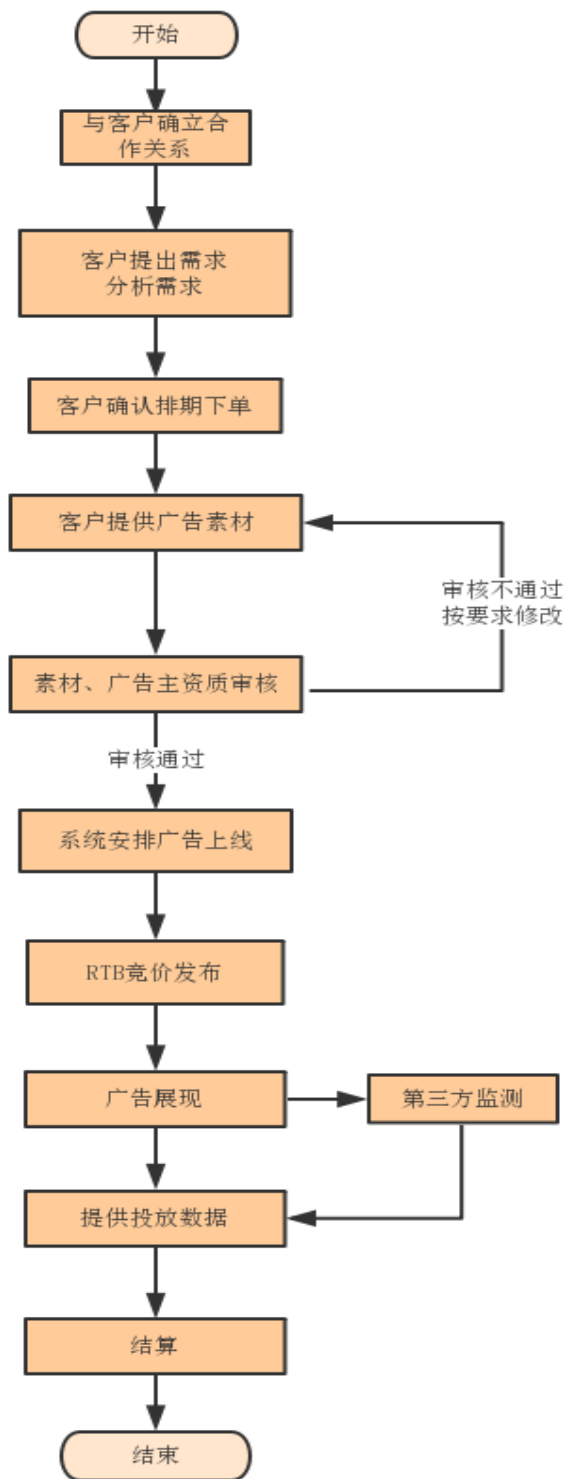 开始
与客户确立合
作关系
客户提出需求
分析需求
客户确认排期下单
客户提供广告素材
审核不通过
按要求修改
素材、广告主资质审核
审核通过
系统安排广告上线
RTB竞价发布
广告展现
第三方监测
提供投放数据
结算
结束